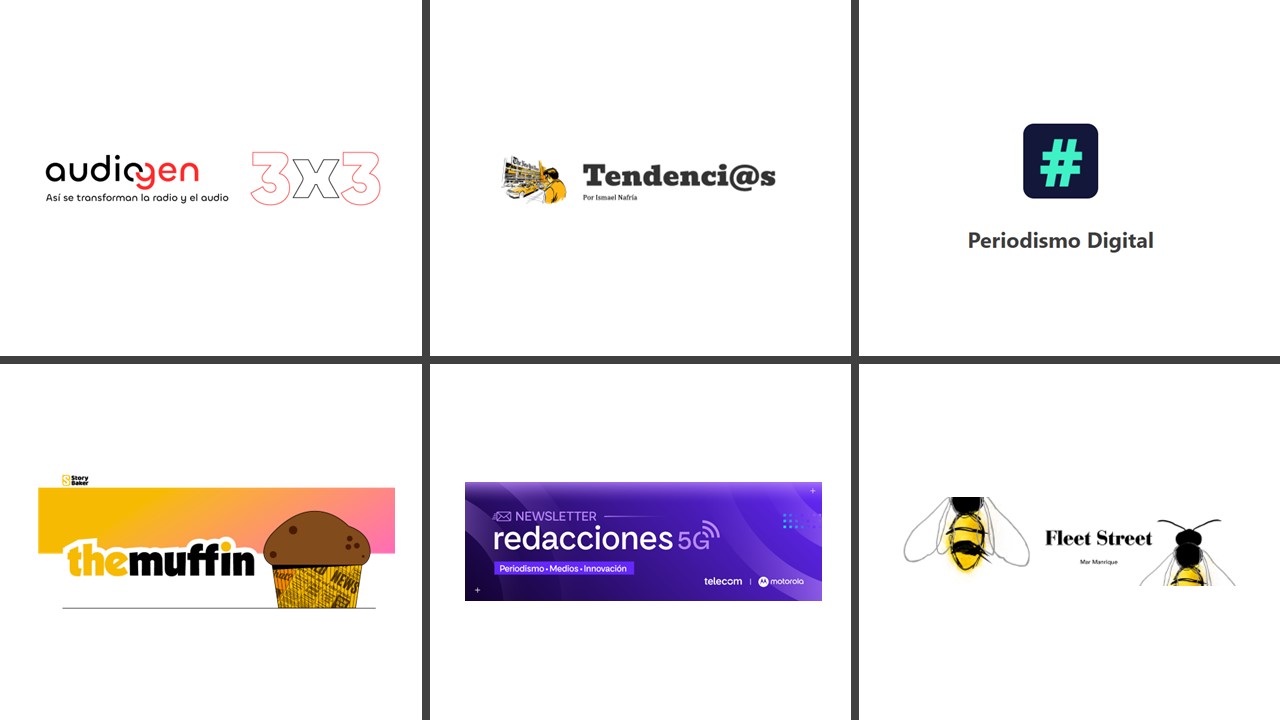 audiogen
Así se transforman la radio y el audio
3x3
Tendenci@s
Por Ismael Nafría
#
Periodismo Digital
Story
Baker
themuffin
NEWS
NEWSLETTER
redacciones 5G
Periodismo • Medios • Innovación
telecom | motorola
Fleet Street
Mar Manrique